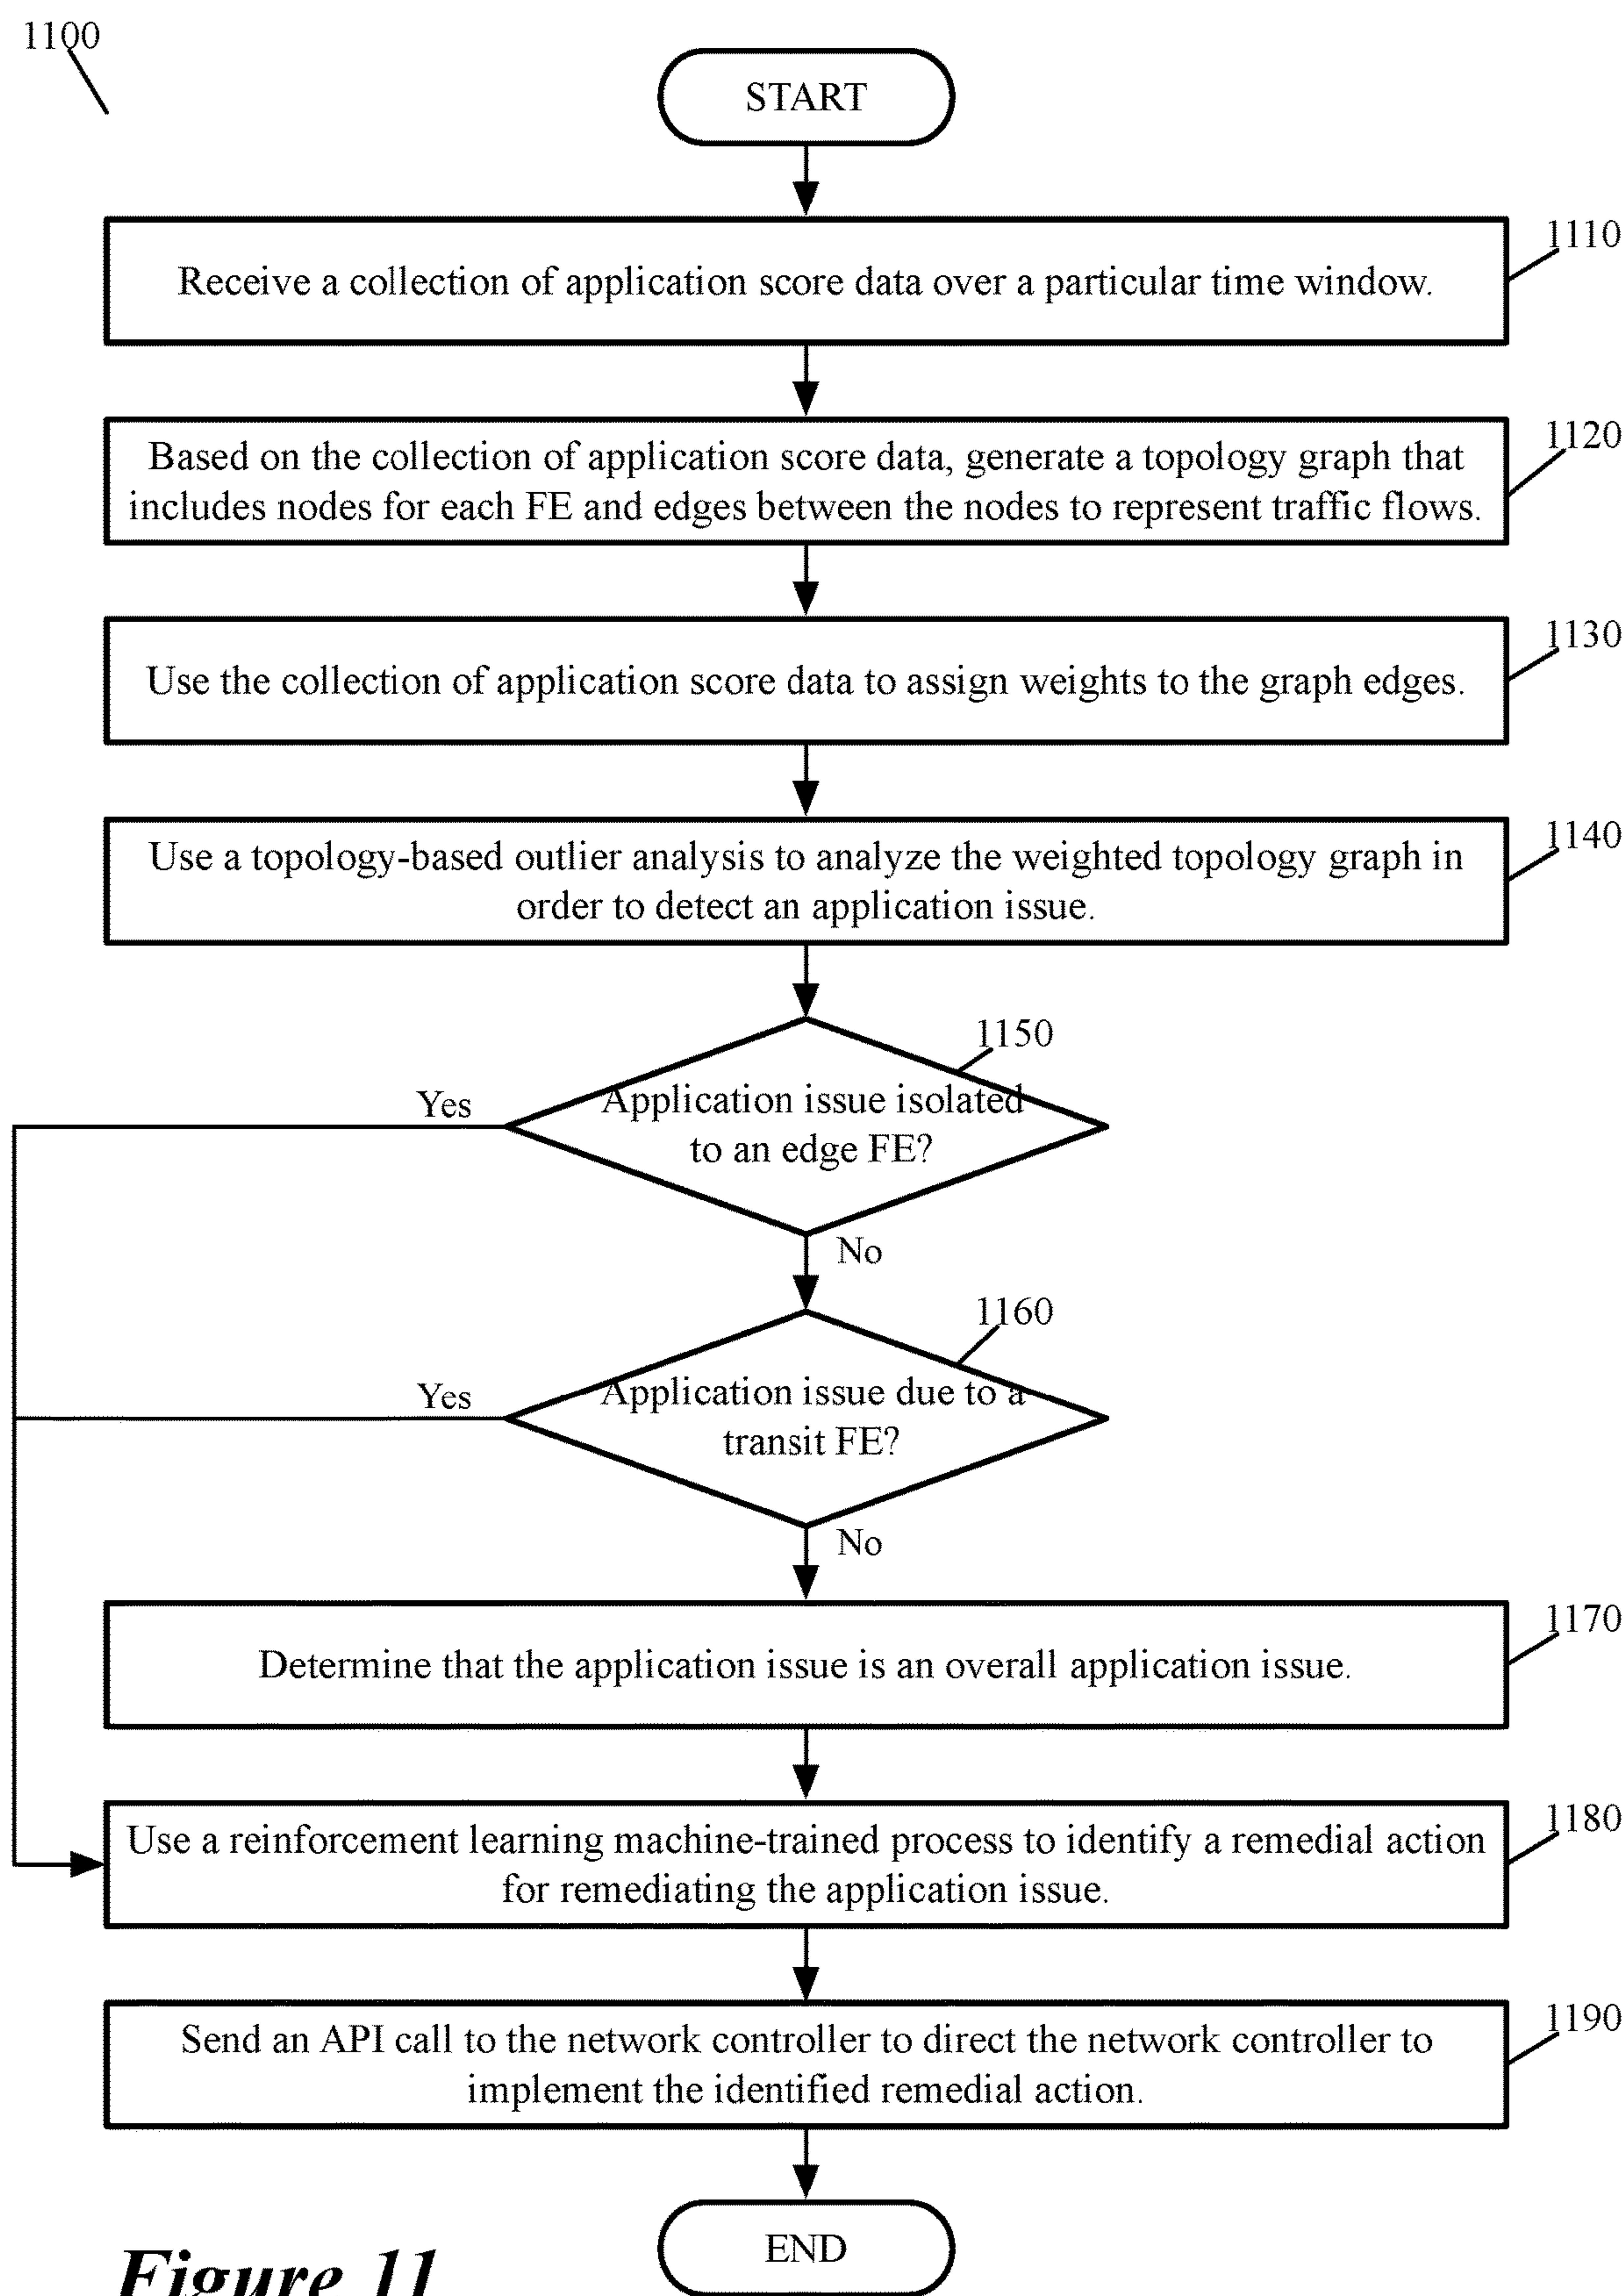 1100
START
1110
Receive a collection of application score data over a particular time window.
1120
Based on the collection of application score data, generate a topology graph that
includes nodes for each FE and edges between the nodes to represent traffic flows.
1130
Use the collection of application score data to assign weights to the graph edges.
1140
Use a topology-based outlier analysis to analyze the weighted topology graph in
order to detect an application issue.
1150
Yes
Application issue isolated
to an edge FE?
No
1160
Yes
Application issue due to a
transit FE?
No
1170
Determine that the application issue is an overall application issue.
1180
Use a reinforcement learning machine-trained process to identify a remedial action
for remediating the application issue.
1190
Send an API call to the network controller to direct the network controller to
implement the identified remedial action.
END
Figure 11